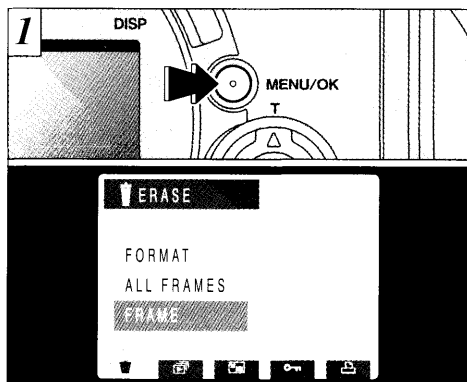 1
DISP
MENU/OK
T
ERASE
FORMAT
ALL FRAMES
FRAME